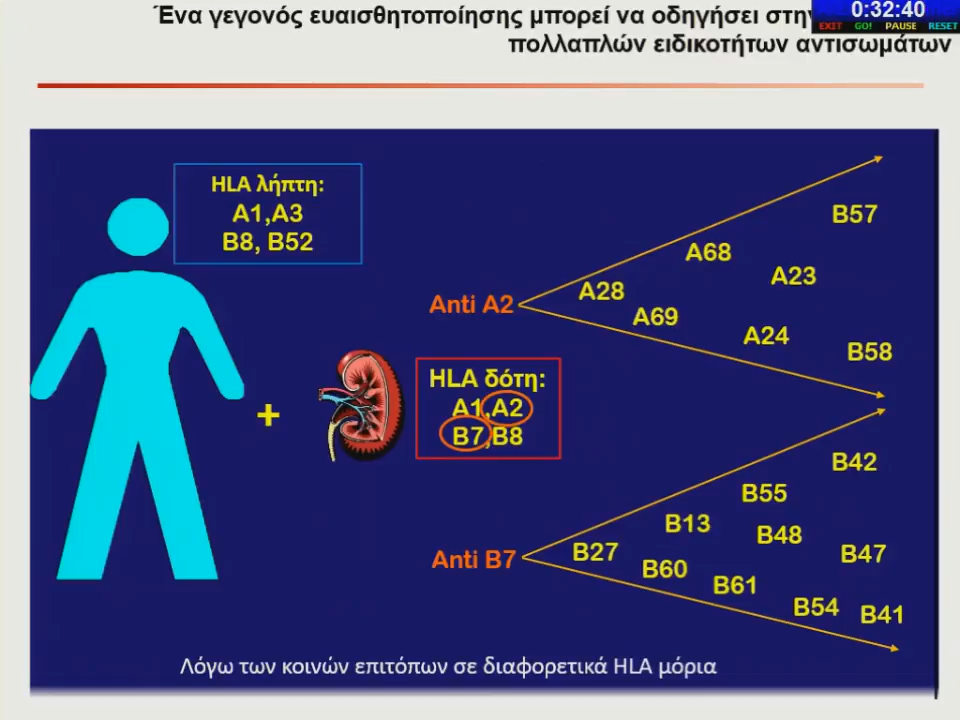 Ένα γεγονός ευαισθητοποίησης μπορεί να οδηγήσει στην
πολλαπλών ειδικοτήτων αντισωμάτων
0:32:40
EXIT GO! PAUSE RESET
HLA λήπτη:
A1,A3
B8, B52
Anti A2
A28
A68
A69
A23
A24
B57
B58
+
HLA δότη:
A1,A2
B7,B8
Anti B7
B27
B13
B60
B55
B48
B61
B42
B47
B54
B41
Λόγω των κοινών επιτόπων σε διαφορετικά HLA μόρια